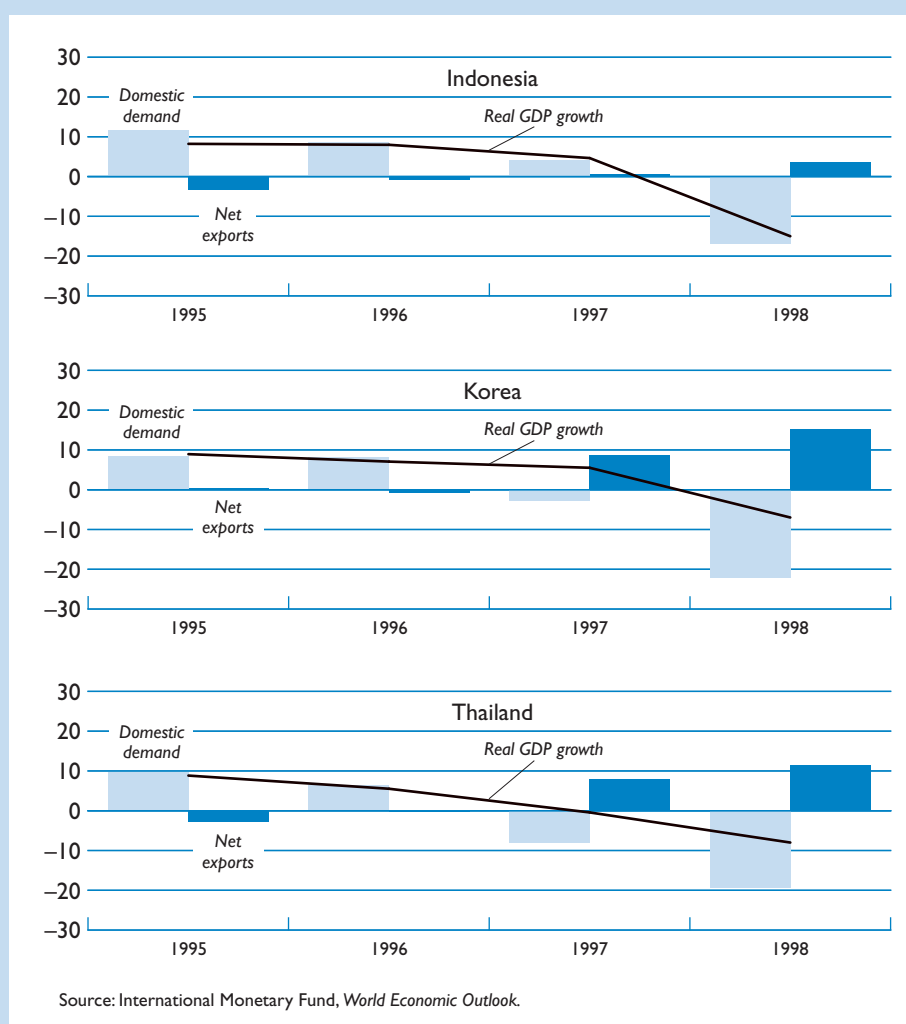 30
Indonesia
20
Domestic
demand
Real GDP growth
10
0
–10
Net
exports
–20
–30
1995 1996 1997 1998
30
Korea
20
Domestic
demand
Real GDP growth
10
0
–10
Net
exports
–20
–30
1995 1996 1997 1998
30
Thailand
20
Domestic
demand
Real GDP growth
10
0
–10
Net
exports
–20
–30
1995 1996 1997 1998
Source: International Monetary Fund, World Economic Outlook.